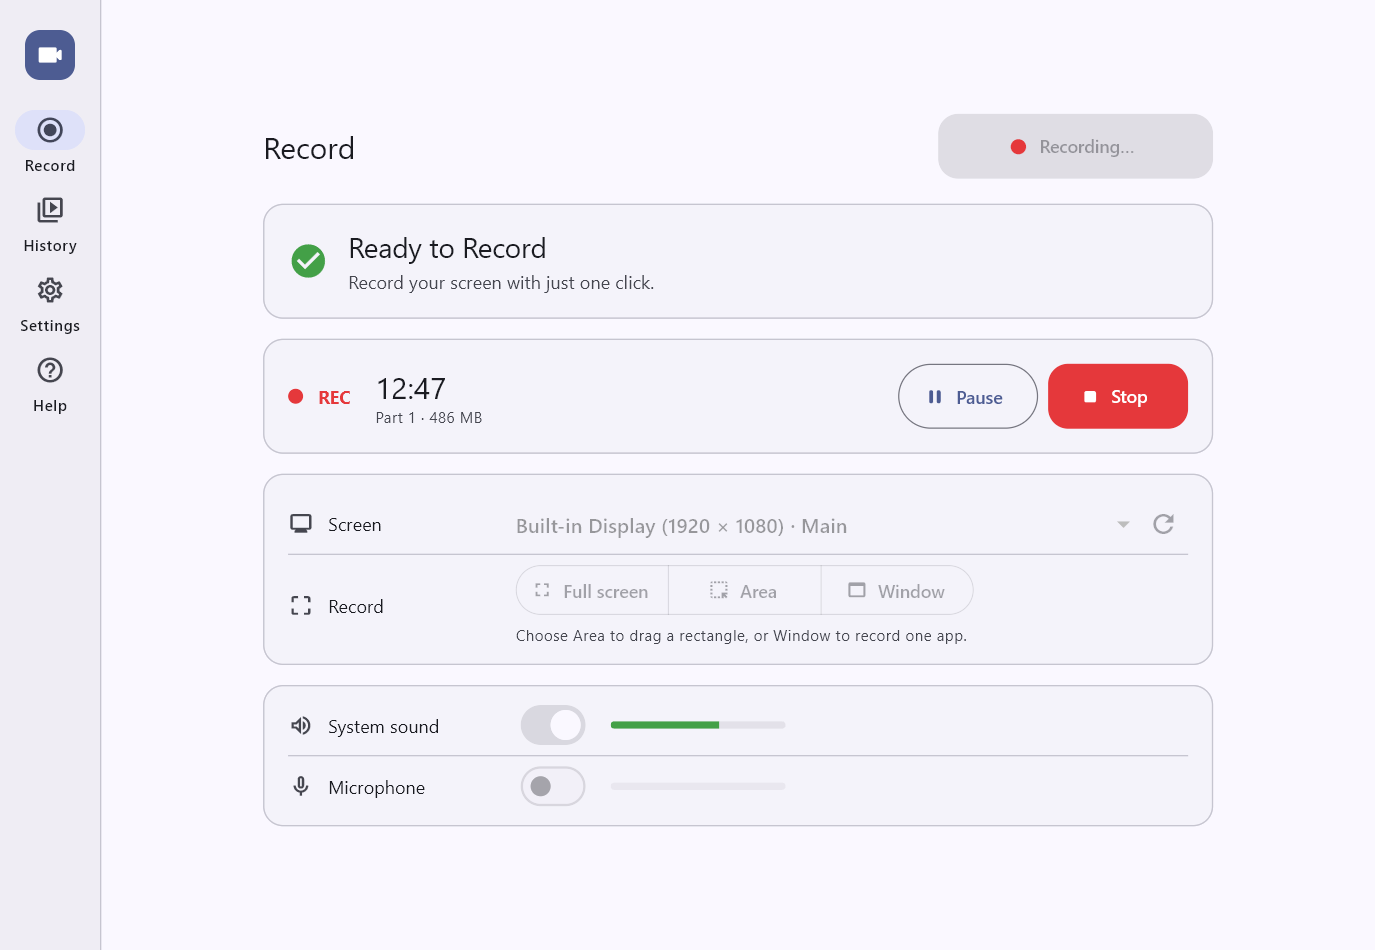 Record
History
Settings
Help
Record
Recording...
Ready to Record
Record your screen with just one click.
REC
12:47
Part 1 · 486 MB
Pause
Stop
Screen
Built-in Display (1920 × 1080) · Main
Record
Full screen
Area
Window
Choose Area to drag a rectangle, or Window to record one app.
System sound
Microphone